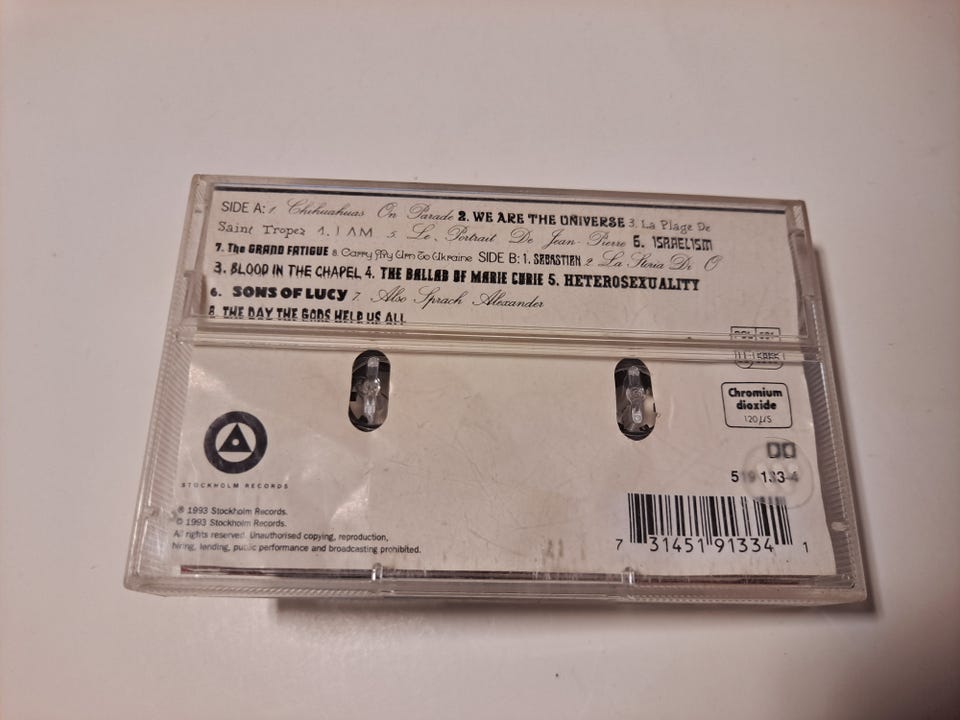 SIDE A: 1 Chihuahuas On Parade 2. WE ARE THE UNIVERSE 3. La Plage De
Saint Tropez 4. I AM 5. Le Portrait De Jean-Pierre 6. ISRAELISM
7. The GRAND FATIGUE 8. Carry My Urn to Ukraine SIDE B: 1. SEBASTIEN 2. La Storia Di O
3. BLOOD IN THE CHAPEL 4. THE BALLAD OF MARIE CURIE 5. HETEROSEXUALITY
6. SONS OF LUCY 7. Also Sprach Alexander
8. THE DAY THE GODS HELP US ALL
Chromium
dioxide
120 µS
519 133-4
STOCKHOLM RECORDS
℗ 1993 Stockholm Records.
© 1993 Stockholm Records.
All rights reserved. Unauthorised copying, reproduction,
hiring, lending, public performance and broadcasting prohibited.
7 31451 91334 1